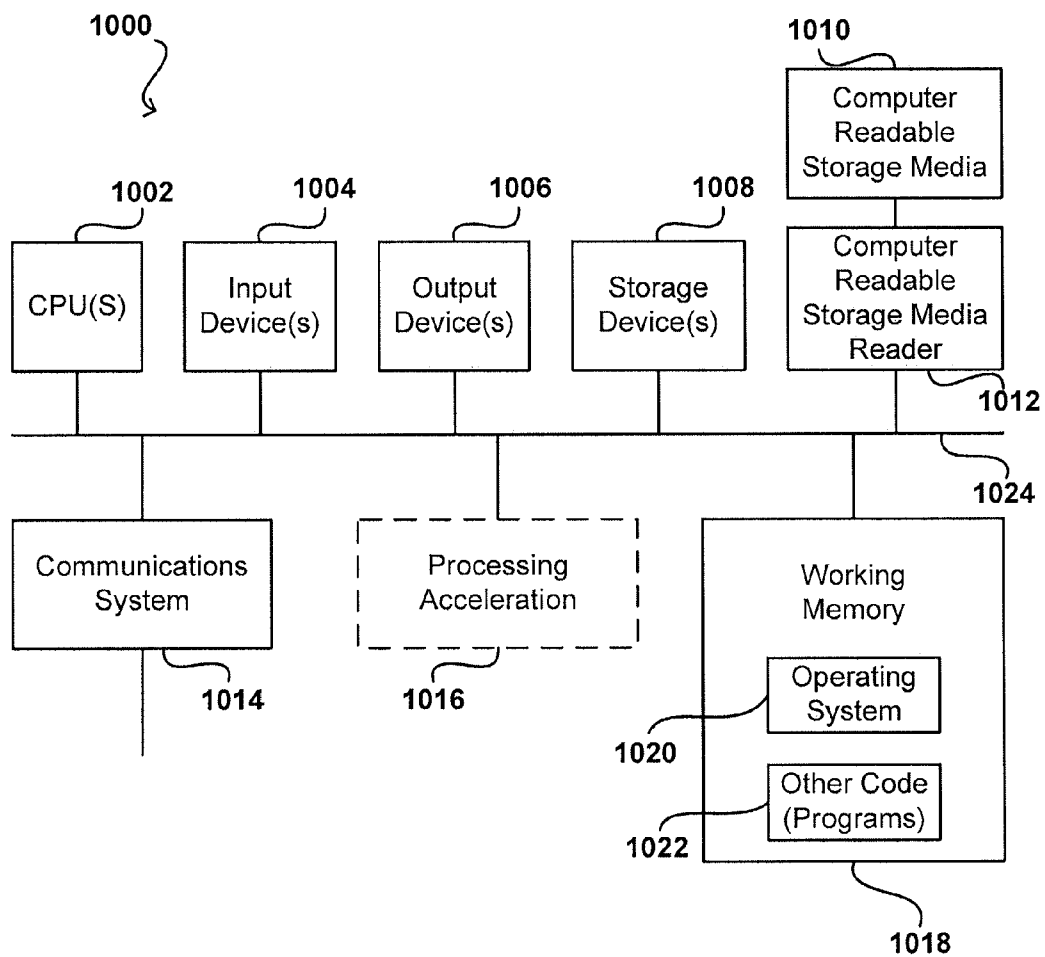 1000
1010
Computer
Readable
Storage Media
1002
1004
1006
1008
CPU(S)
Input
Device(s)
Output
Device(s)
Storage
Device(s)
Computer
Readable
Storage Media
Reader
1012
1024
Communications
System
1014
Processing
Acceleration
1016
Working
Memory
Operating
System
1020
Other Code
(Programs)
1022
1018